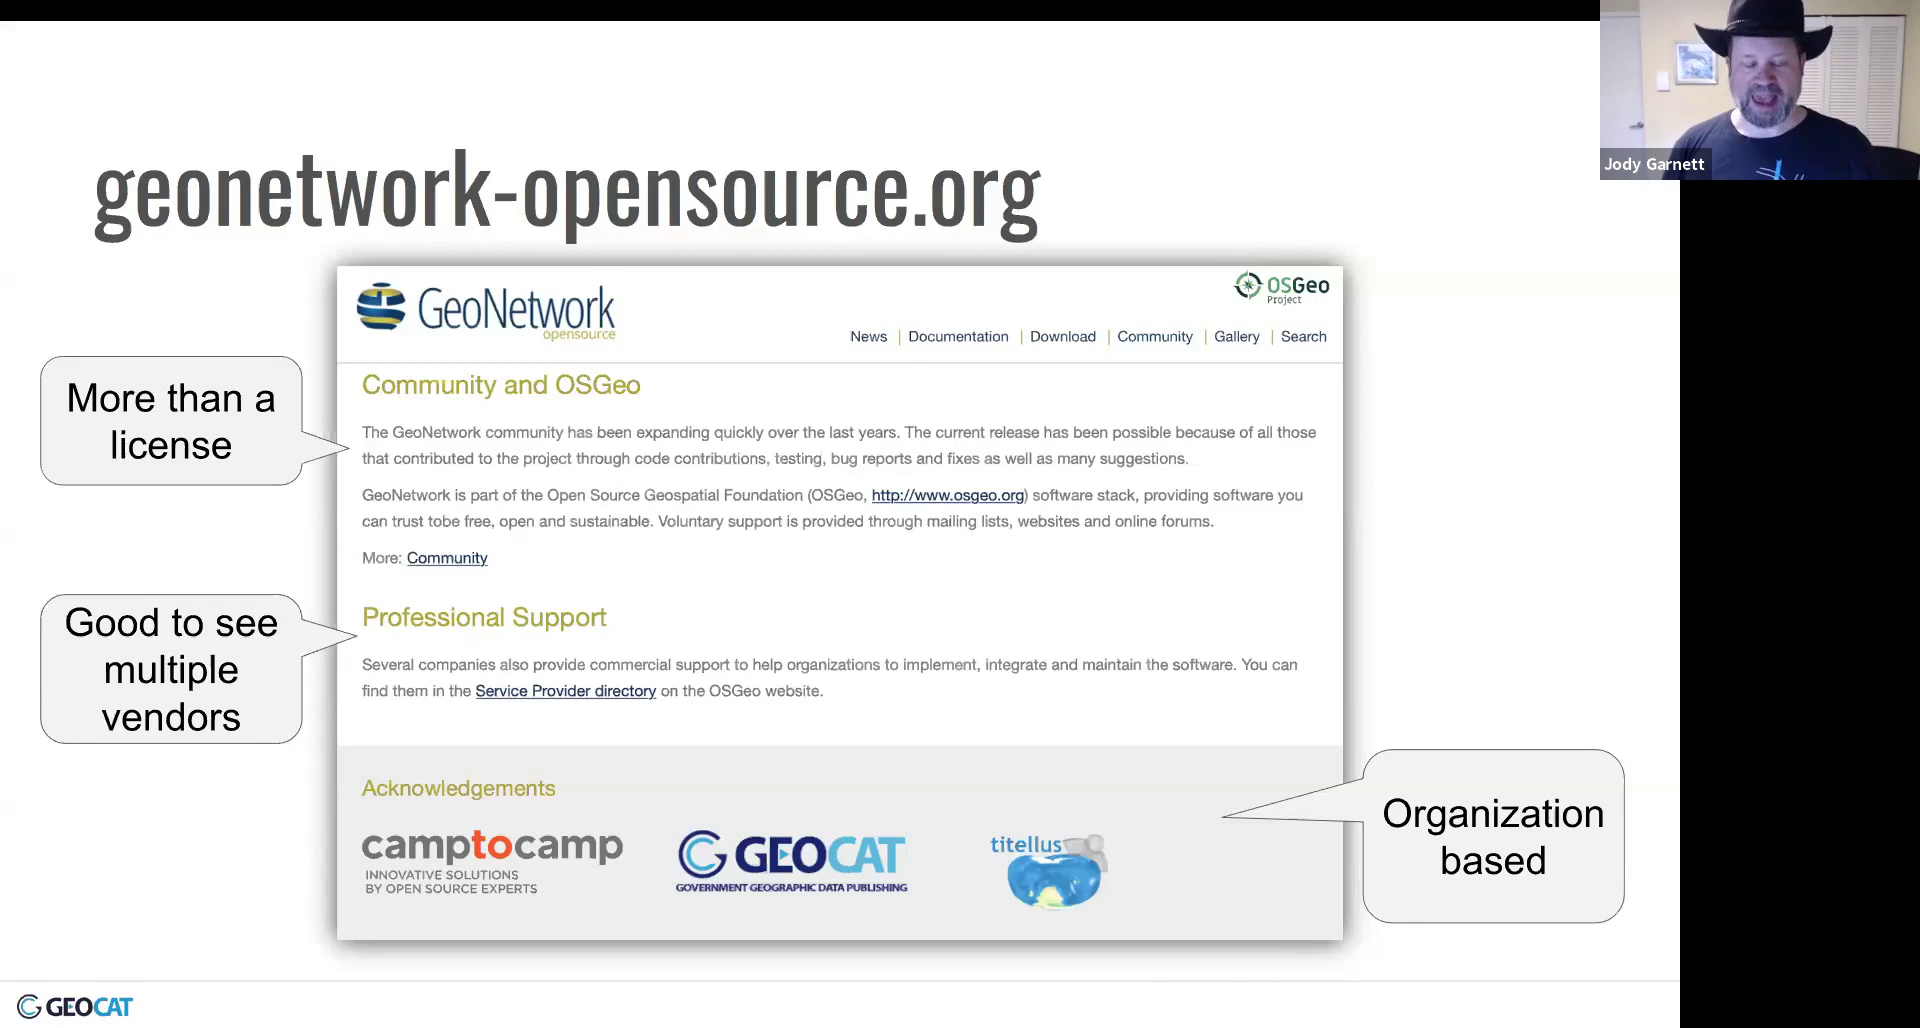 Jody Garnett
geonetwork-opensource.org
GeoNetwork
opensource
OSGeo
Project
News | Documentation | Download | Community | Gallery | Search
More than a
license
Community and OSGeo
The GeoNetwork community has been expanding quickly over the last years. The current release has been possible because of all those
that contributed to the project through code contributions, testing, bug reports and fixes as well as many suggestions.
GeoNetwork is part of the Open Source Geospatial Foundation (OSGeo, http://www.osgeo.org) software stack, providing software you
can trust tobe free, open and sustainable. Voluntary support is provided through mailing lists, websites and online forums.
More: Community
Good to see
multiple
vendors
Professional Support
Several companies also provide commercial support to help organizations to implement, integrate and maintain the software. You can
find them in the Service Provider directory on the OSGeo website.
Acknowledgements
camptocamp
INNOVATIVE SOLUTIONS
BY OPEN SOURCE EXPERTS
GEOCAT
GOVERNMENT GEOGRAPHIC DATA PUBLISHING
titellus
Organization
based
GEOCAT